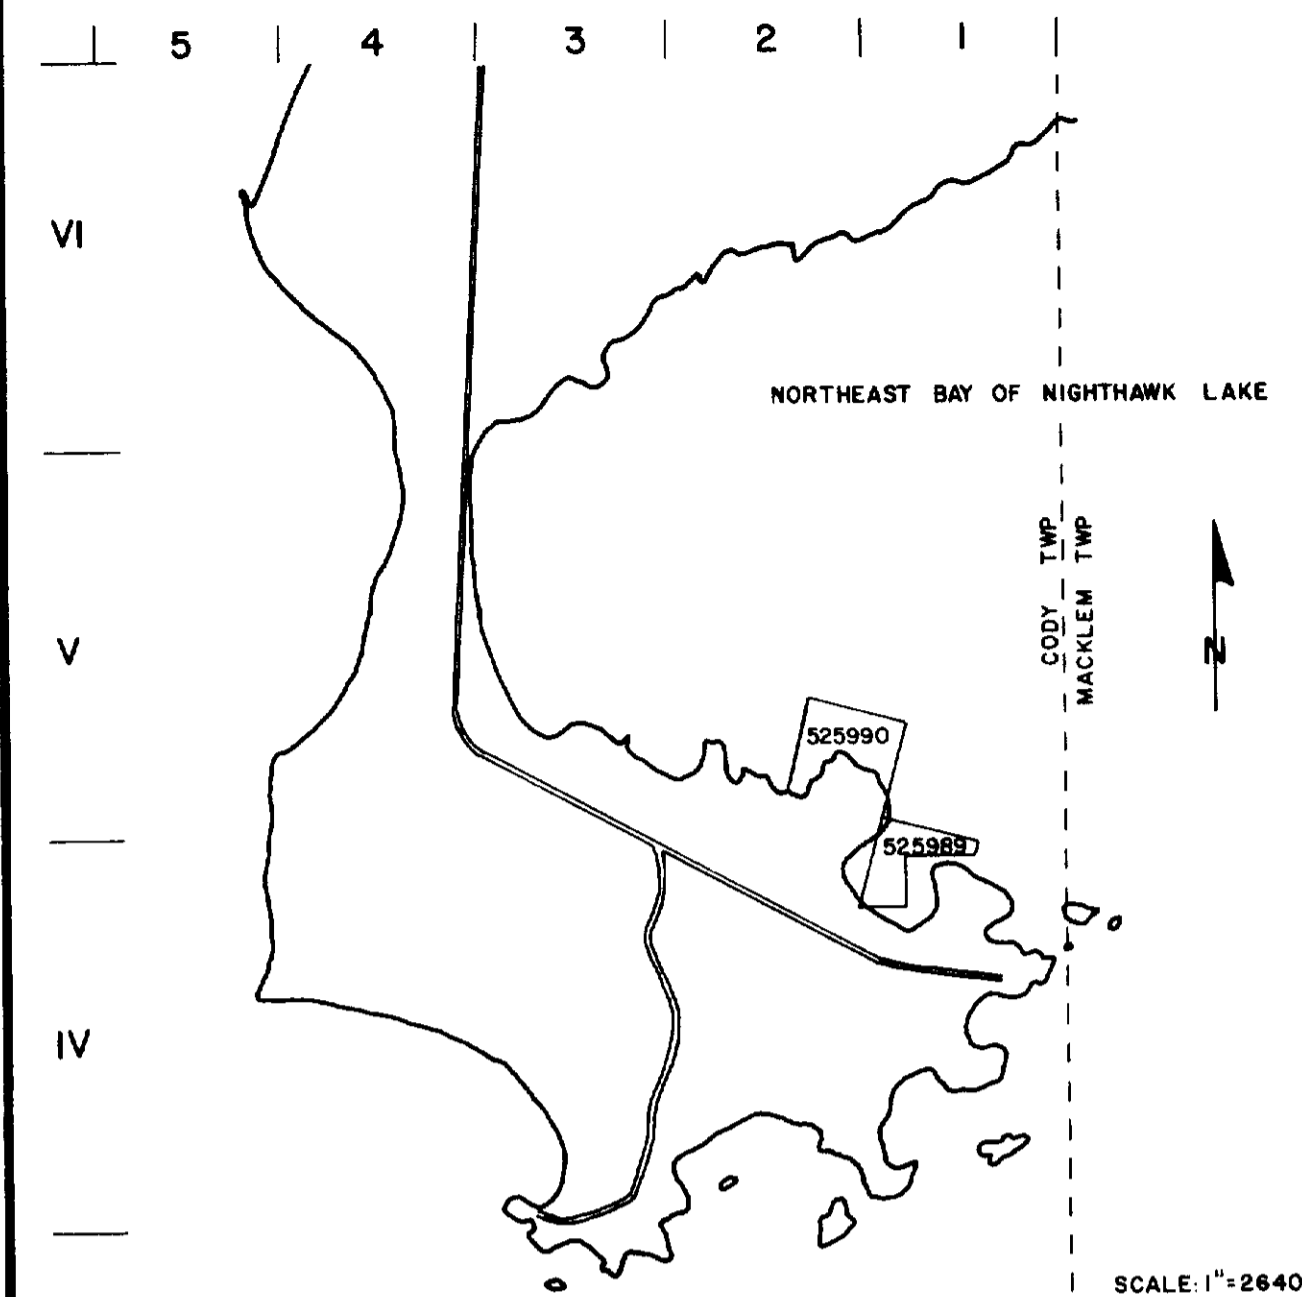 5 4 3 2 1
VI
NORTHEAST BAY OF NIGHTHAWK LAKE
CODY TWP
MACKLEM TWP
N
V
525990
525989
IV
SCALE: 1"=2640